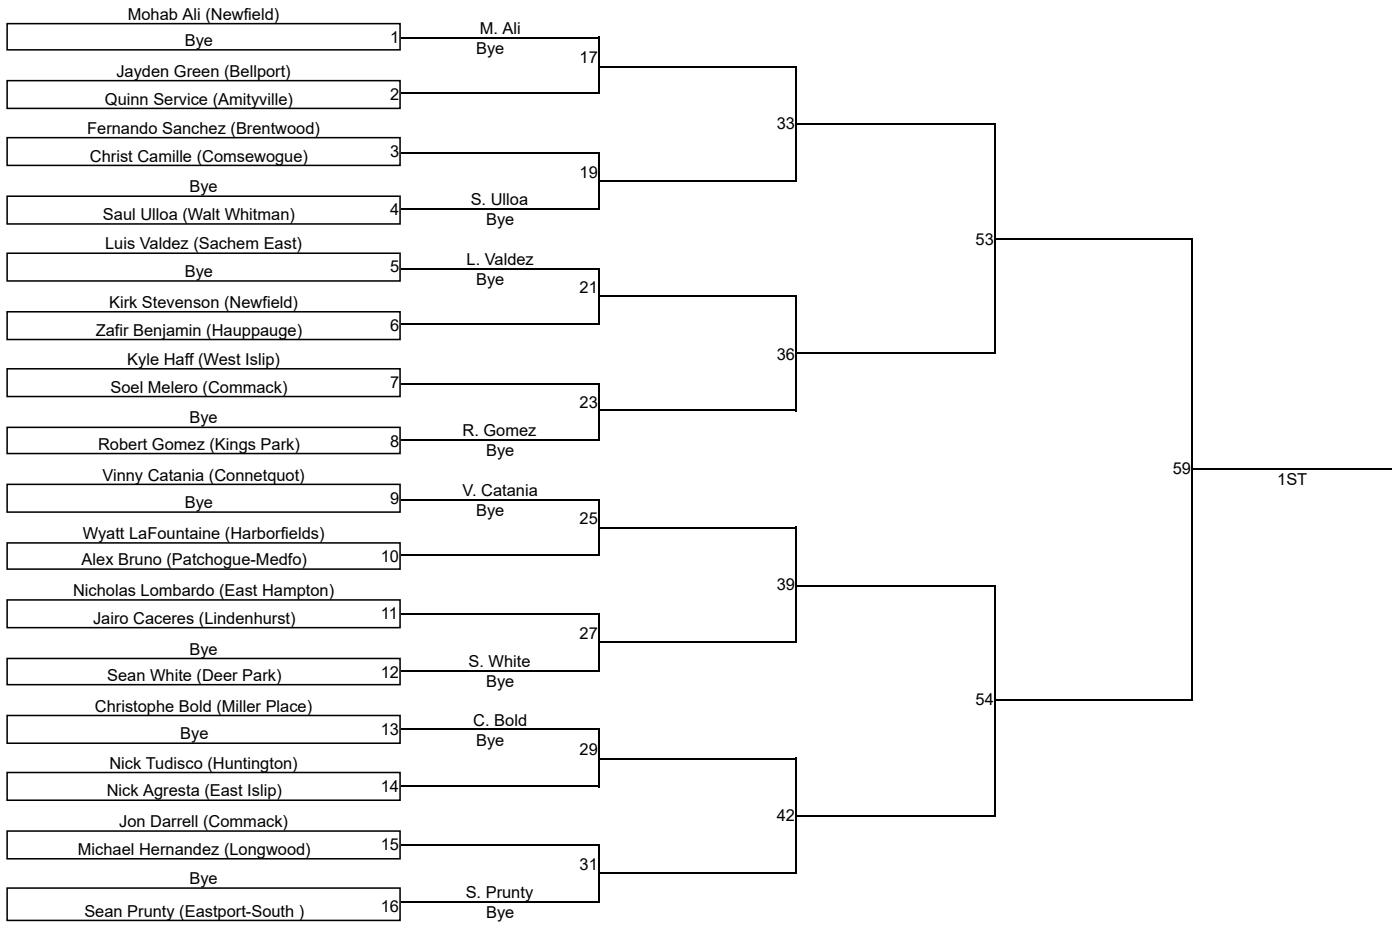 Mohab Ali (Newfield)
Bye
1
M. Ali
Bye
17
Jayden Green (Bellport)
Quinn Service (Amityville)
2
33
Fernando Sanchez (Brentwood)
Christ Camille (Comsewogue)
3
19
Bye
Saul Ulloa (Walt Whitman)
4
S. Ulloa
Bye
53
Luis Valdez (Sachem East)
Bye
5
L. Valdez
Bye
21
Kirk Stevenson (Newfield)
Zafir Benjamin (Hauppauge)
6
36
Kyle Haff (West Islip)
Soel Melero (Commack)
7
23
Bye
Robert Gomez (Kings Park)
8
R. Gomez
Bye
59
1ST
Vinny Catania (Connetquot)
Bye
9
V. Catania
Bye
25
Wyatt LaFountaine (Harborfields)
Alex Bruno (Patchogue-Medfo)
10
39
Nicholas Lombardo (East Hampton)
Jairo Caceres (Lindenhurst)
11
27
Bye
Sean White (Deer Park)
12
S. White
Bye
54
Christophe Bold (Miller Place)
Bye
13
C. Bold
Bye
29
Nick Tudisco (Huntington)
Nick Agresta (East Islip)
14
42
Jon Darrell (Commack)
Michael Hernandez (Longwood)
15
31
Bye
Sean Prunty (Eastport-South )
16
S. Prunty
Bye